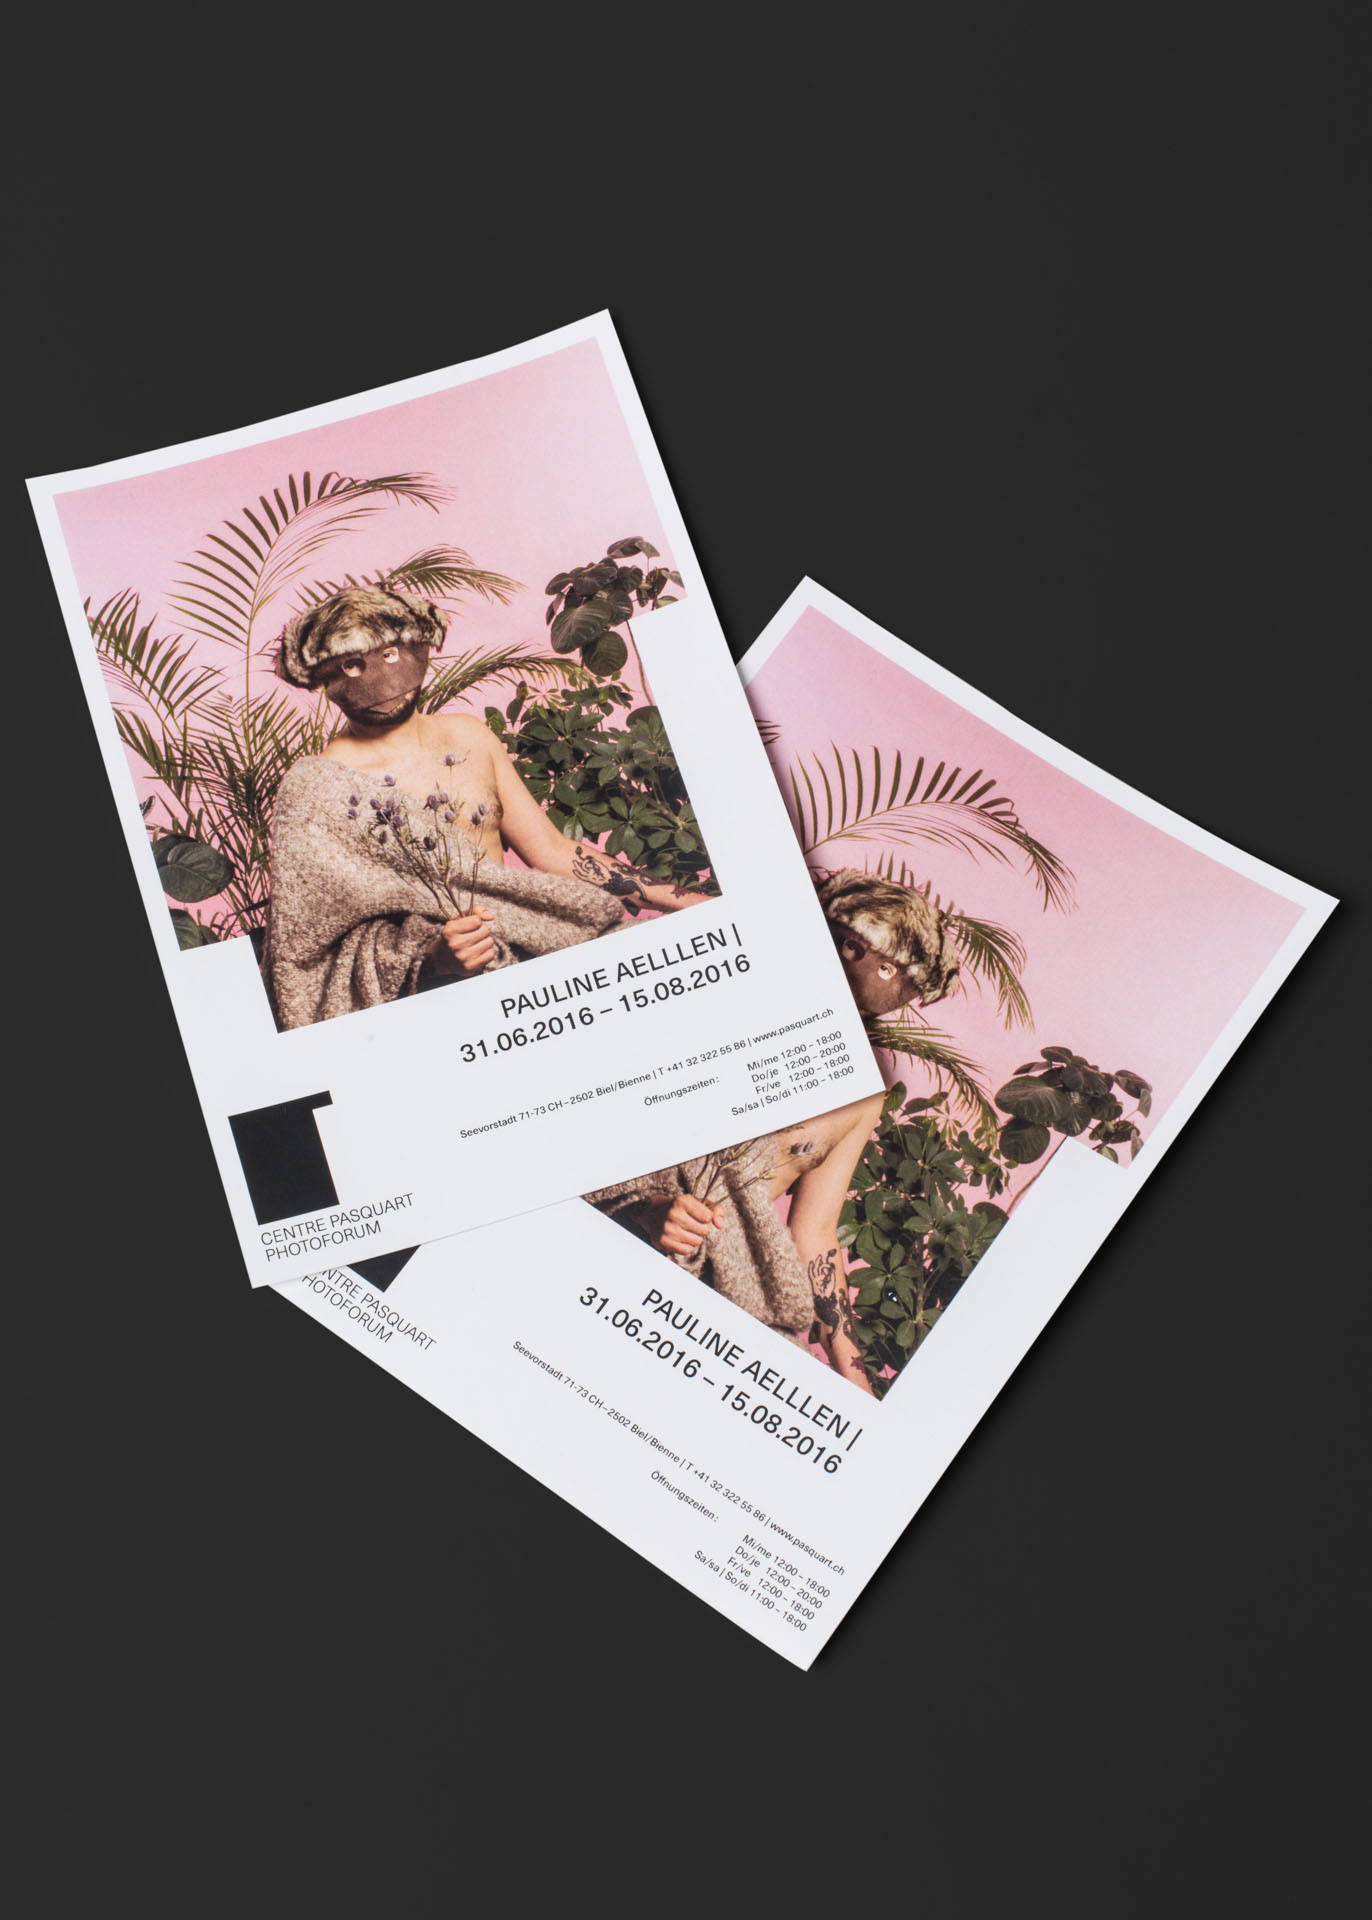 PAULINE AELLLEN |
31.06.2016 – 15.08.2016
Seevorstadt 71-73 CH–2502 Biel/Bienne | T +41 32 322 55 86 | www.pasquart.ch
Öffnungszeiten: Mi/me 12:00 – 18:00
Do/je 12:00 – 20:00
Fr/ve 12:00 – 18:00
Sa/sa | So/di 11:00 – 18:00
CENTRE PASQUART
PHOTOFORUM
NTRE PASQUART
HOTOFORUM
PAULINE AELLLEN |
31.06.2016 – 15.08.2016
Seevorstadt 71-73 CH–2502 Biel/Bienne | T +41 32 322 55 86 | www.pasquart.ch
Öffnungszeiten: Mi/me 12:00 – 18:00
Do/je 12:00 – 20:00
Fr/ve 12:00 – 18:00
Sa/sa | So/di 11:00 – 18:00